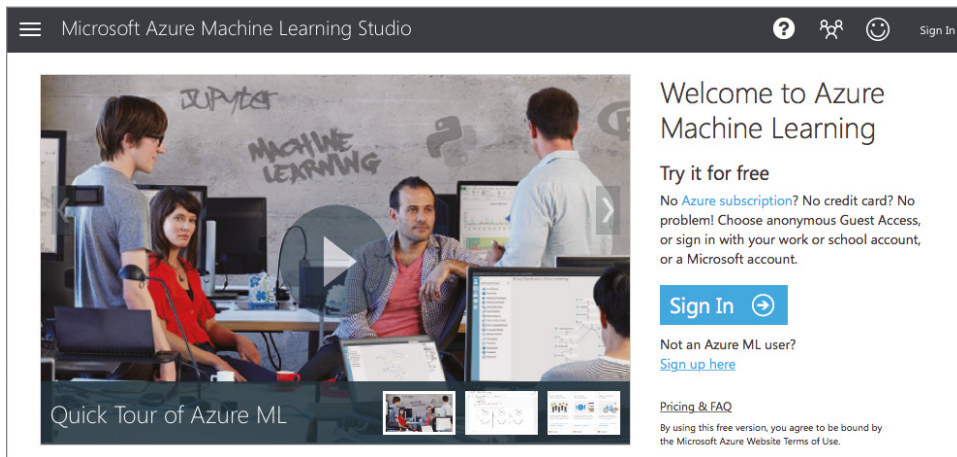 Microsoft Azure Machine Learning Studio
Sign In
JUPyter
MACHINE
LEARNING
Quick Tour of Azure ML
Welcome to Azure
Machine Learning
Try it for free
No Azure subscription? No credit card? No
problem! Choose anonymous Guest Access,
or sign in with your work or school account,
or a Microsoft account.
Sign In
Not an Azure ML user?
Sign up here
Pricing & FAQ
By using this free version, you agree to be bound by
the Microsoft Azure Website Terms of Use.